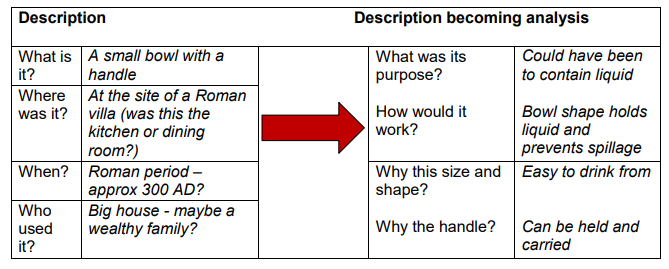 Description
Description becoming analysis
What is
it?
A small bowl with a
handle
Where
was it?
At the site of a Roman
villa (was this the
kitchen or dining
room?)
When?
Roman period –
approx 300 AD?
Who
used
it?
Big house - maybe a
wealthy family?
What was its
purpose?
Could have been
to contain liquid
How would it
work?
Bowl shape holds
liquid and
prevents spillage
Why this size and
shape?
Easy to drink from
Why the handle?
Can be held and
carried